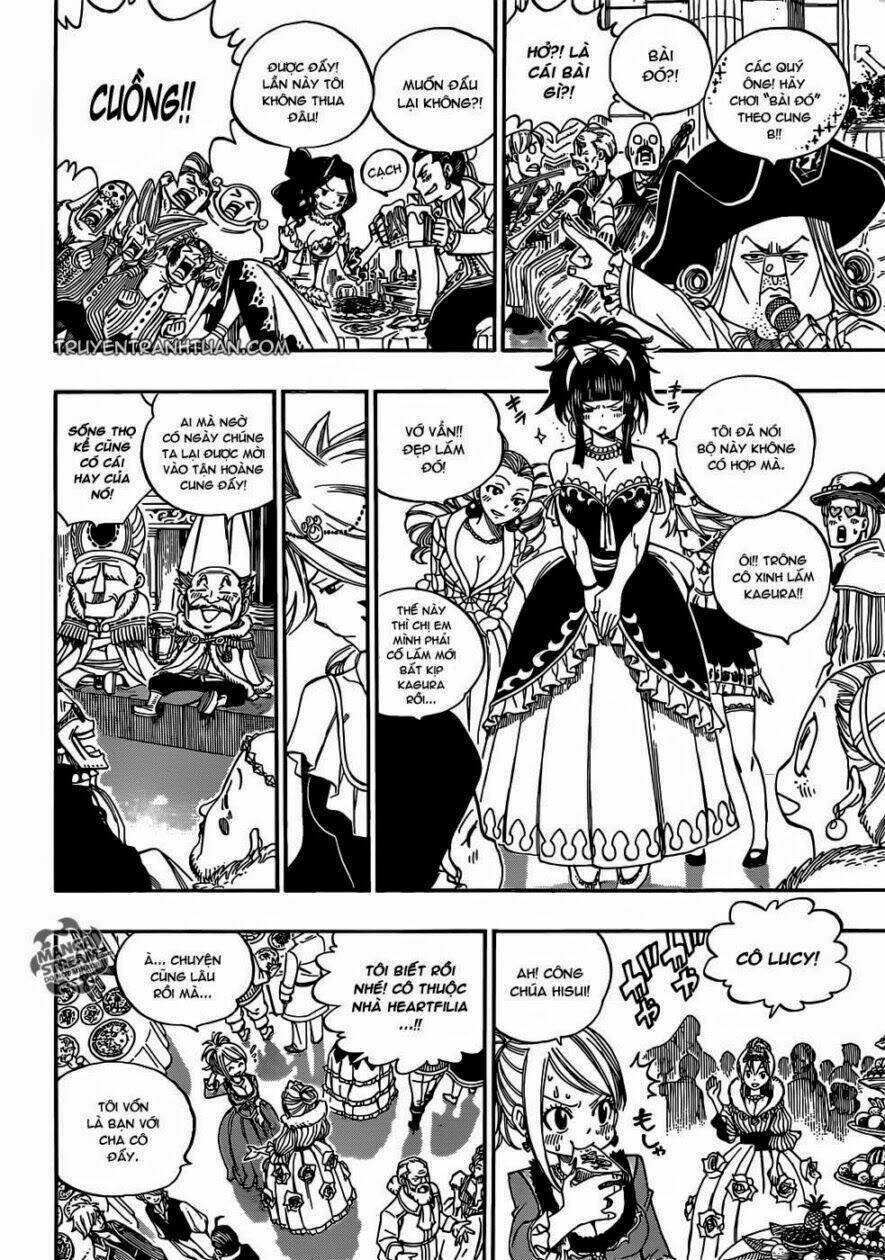 CÁC QUÝ
ÔNG! HÃY
CHƠI "BÀI ĐÓ"
THEO CUNG
B!!
BÀI
ĐÓ?!
HỞ?! LÀ
CÁI BÀI
GÌ?!
MUỐN ĐẤU
LẠI KHÔNG?!
ĐƯỢC ĐẤY!
LẦN NÀY TÔI
KHÔNG THUA
ĐÂU!
CẠCH
CUỒNG!!
TRUYENTRANHTUAN.COM
TÔI ĐÃ NÓI
BỘ NÀY KHÔNG
CÓ HỢP MÀ.
VỚ VẨN!!
ĐẸP LẮM
ĐÓ!
ÔI!! TRÔNG
CÔ XINH LẮM
KAGURA!!
THẾ NÀY
THÌ CHỊ EM
MÌNH PHẢI
CỐ LẮM MỚI
BẮT KỊP
KAGURA
RỒI...
AI MÀ NGỜ
CÓ NGÀY CHÚNG
TA LẠI ĐƯỢC MỜI
VÀO TẬN HOÀNG
CUNG ĐẤY!
SỐNG THỌ
KỂ CŨNG
CÓ CÁI
HAY CỦA
NÓ!
CÔ LUCY!
AH! CÔNG
CHÚA HISUI!
もしゃ
TÔI BIẾT RỒI
NHÉ! CÔ THUỘC
NHÀ HEARTFILIA
...!!
À... CHUYỆN
CŨNG LÂU
RỒI MÀ...
TÔI VỐN
LÀ BẠN VỚI
CHA CÔ
ĐẤY.
MANGA
STREAM